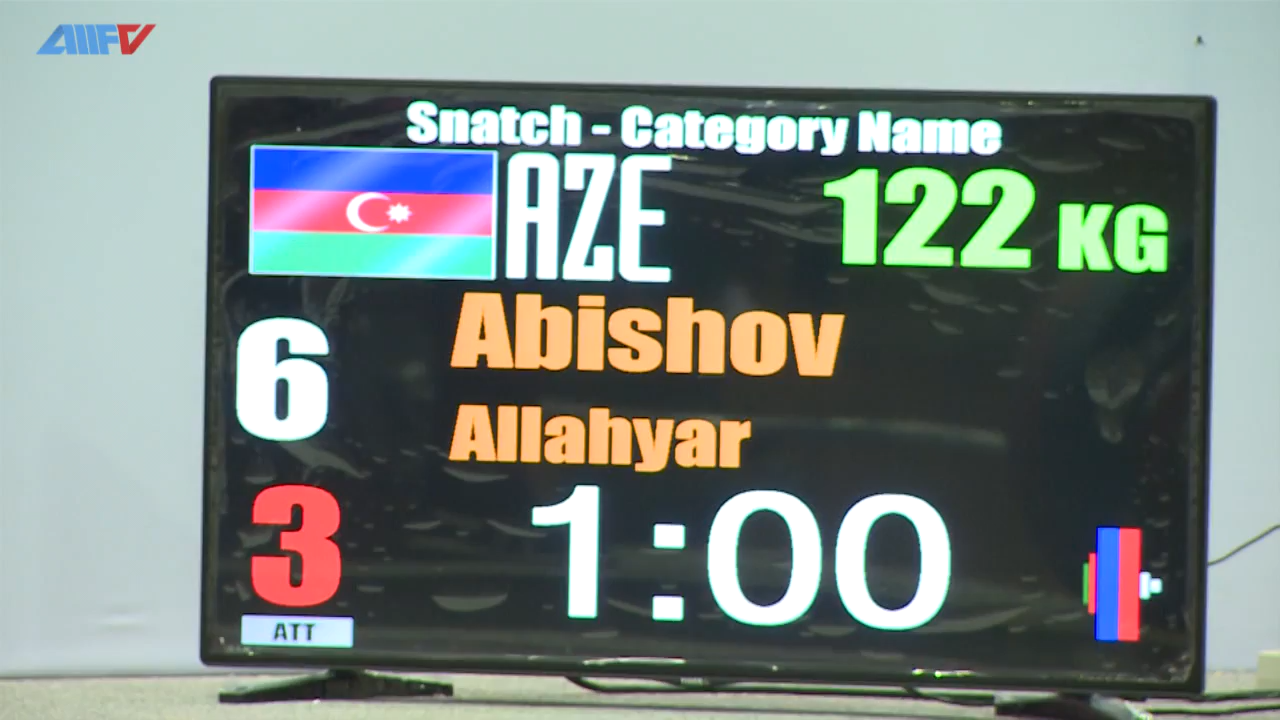 AIIFV
Snatch - Category Name
AZE
122 KG
6
Abishov
Allahyar
3
1:00
ATT